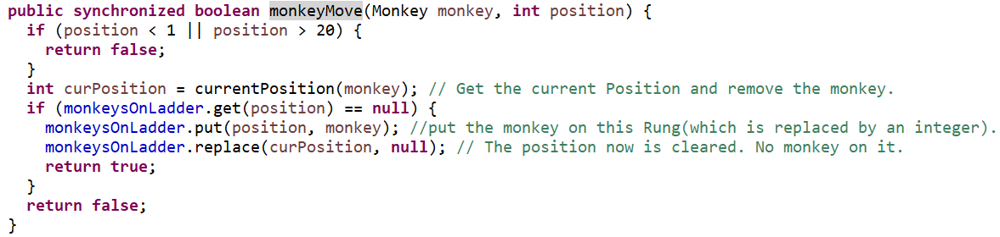 public synchronized boolean monkeyMove(Monkey monkey, int position) {
  if (position < 1 || position > 20) {
    return false;
  }
  int curPosition = currentPosition(monkey); // Get the current Position and remove the monkey.
  if (monkeysOnLadder.get(position) == null) {
    monkeysOnLadder.put(position, monkey); //put the monkey on this Rung(which is replaced by an integer).
    monkeysOnLadder.replace(curPosition, null); // The position now is cleared. No monkey on it.
    return true;
  }
  return false;
}